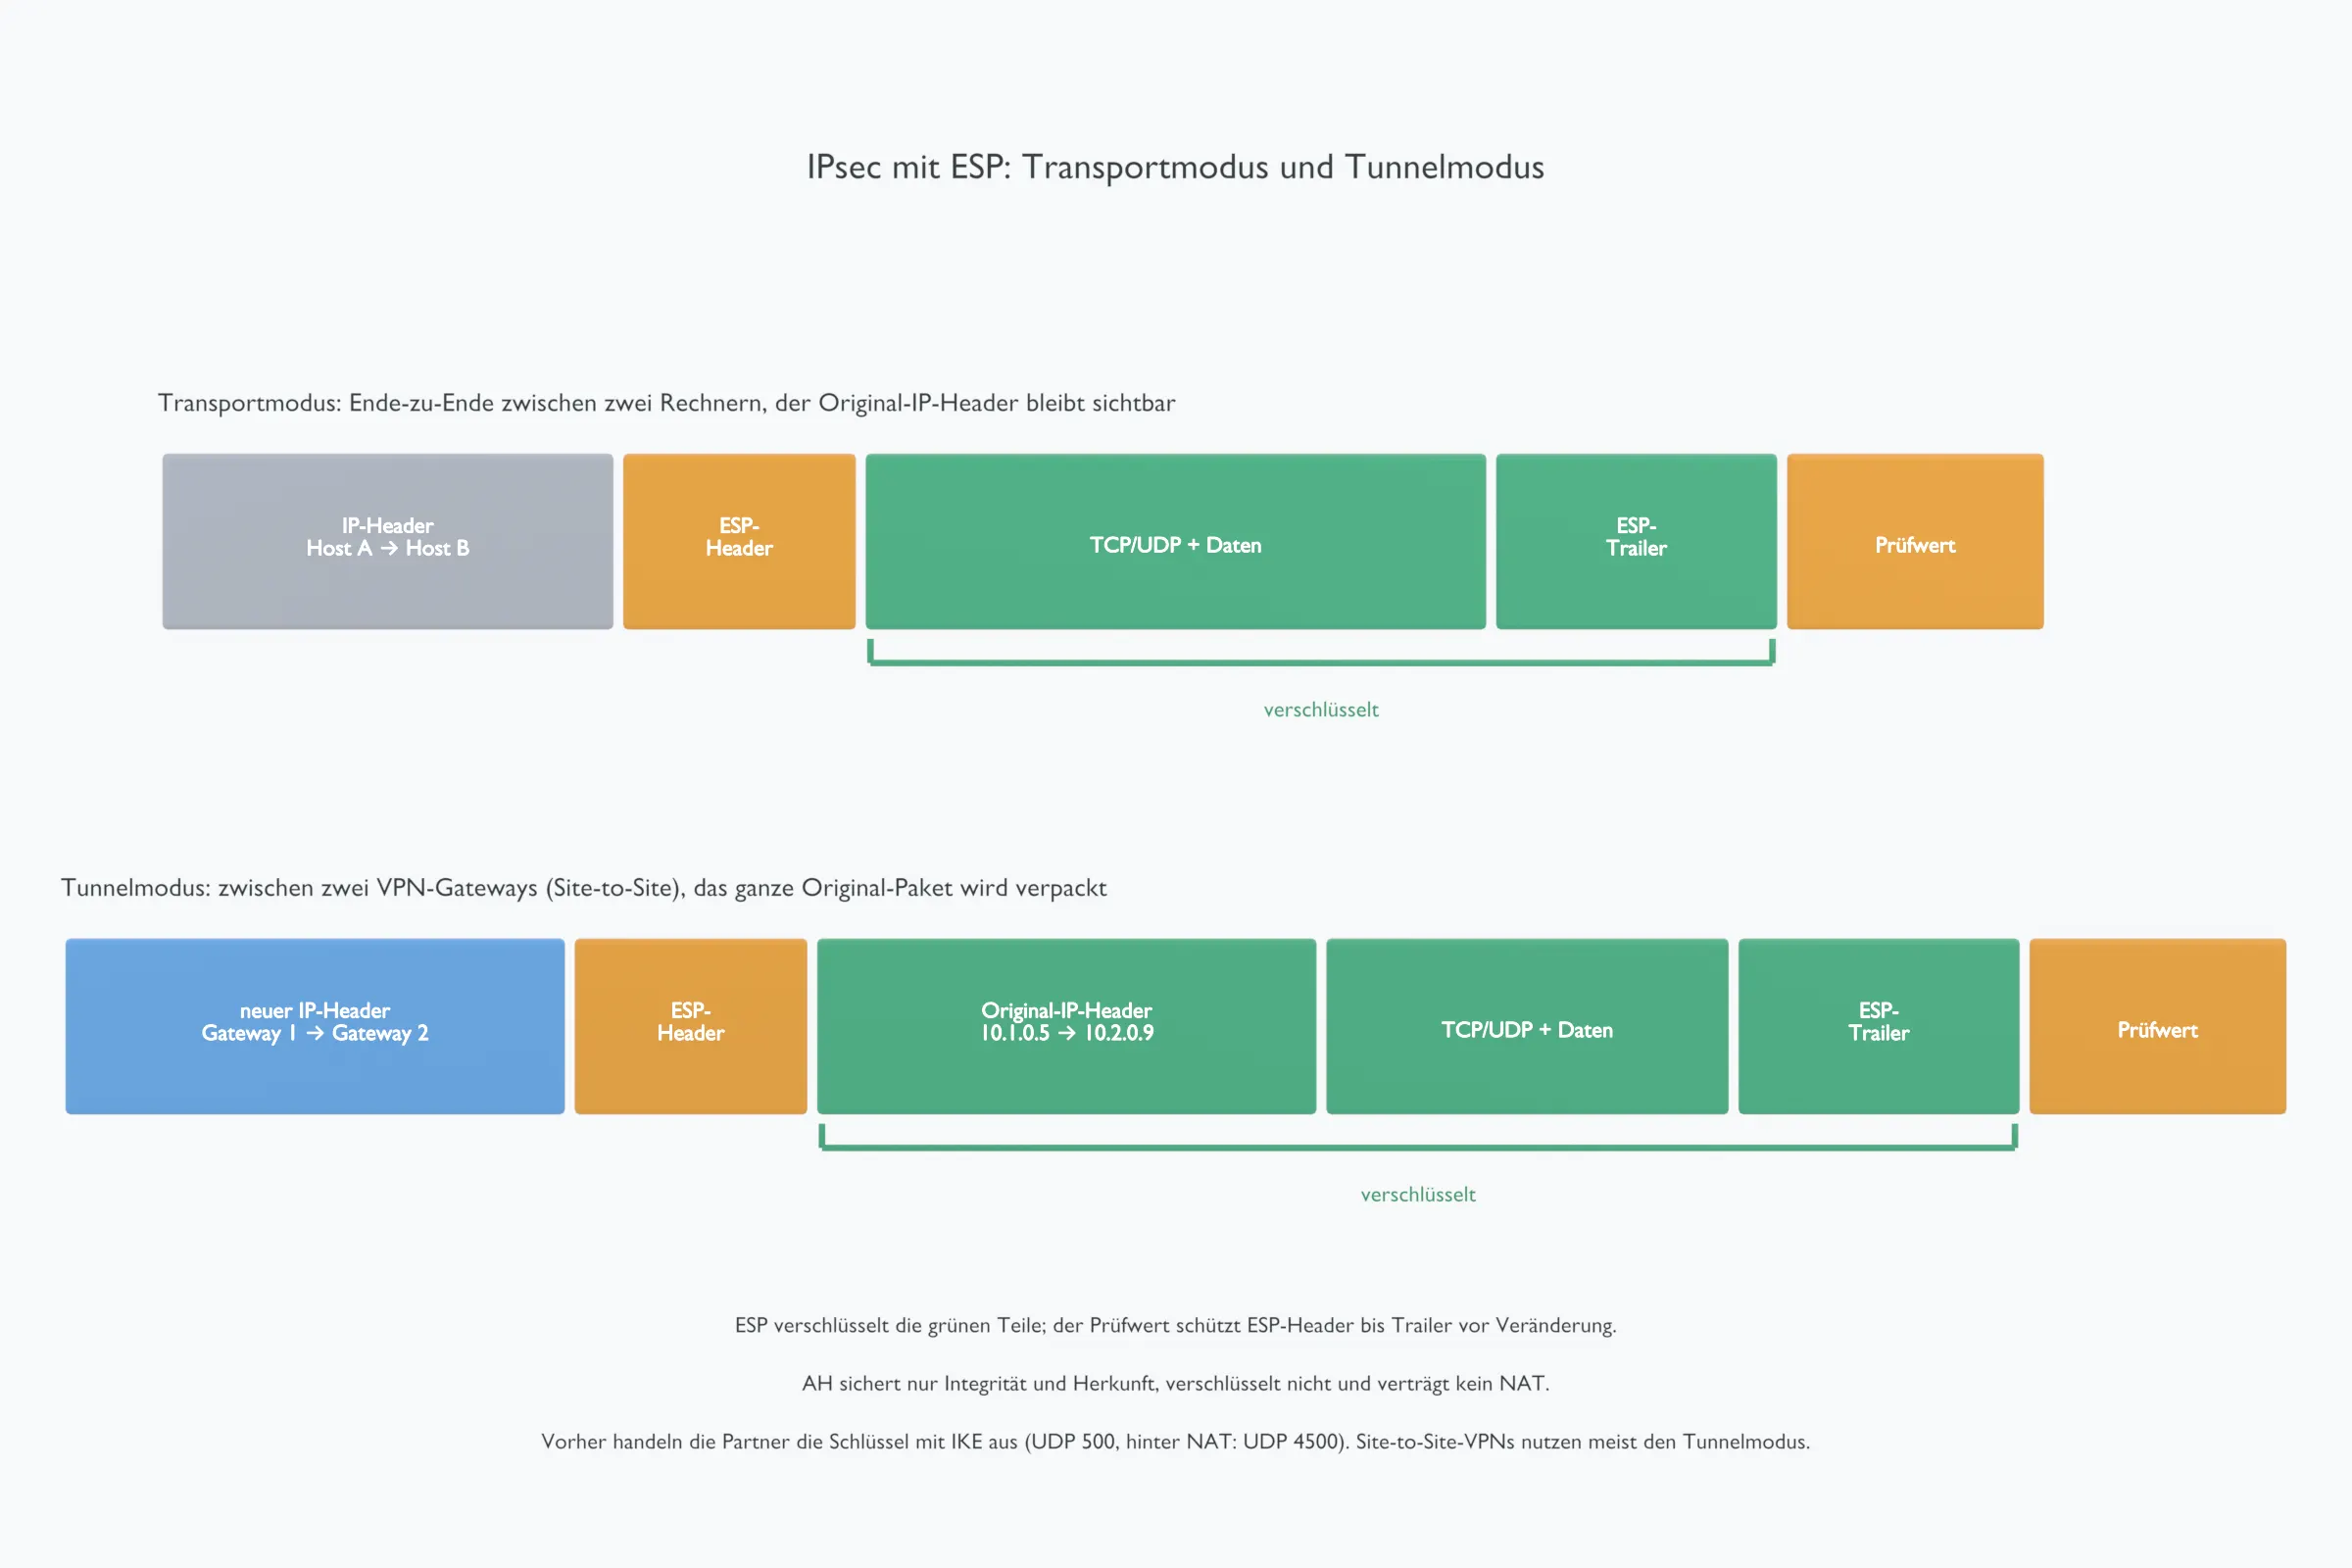 IPsec mit ESP: Transportmodus und Tunnelmodus
Transportmodus: Ende-zu-Ende zwischen zwei Rechnern, der Original-IP-Header bleibt sichtbar
IP-Header
Host A → Host B
ESP-
Header
TCP/UDP + Daten
ESP-
Trailer
Prüfwert
verschlüsselt
Tunnelmodus: zwischen zwei VPN-Gateways (Site-to-Site), das ganze Original-Paket wird verpackt
neuer IP-Header
Gateway 1 → Gateway 2
ESP-
Header
Original-IP-Header
10.1.0.5 → 10.2.0.9
TCP/UDP + Daten
ESP-
Trailer
Prüfwert
verschlüsselt
ESP verschlüsselt die grünen Teile; der Prüfwert schützt ESP-Header bis Trailer vor Veränderung.
AH sichert nur Integrität und Herkunft, verschlüsselt nicht und verträgt kein NAT.
Vorher handeln die Partner die Schlüssel mit IKE aus (UDP 500, hinter NAT: UDP 4500). Site-to-Site-VPNs nutzen meist den Tunnelmodus.